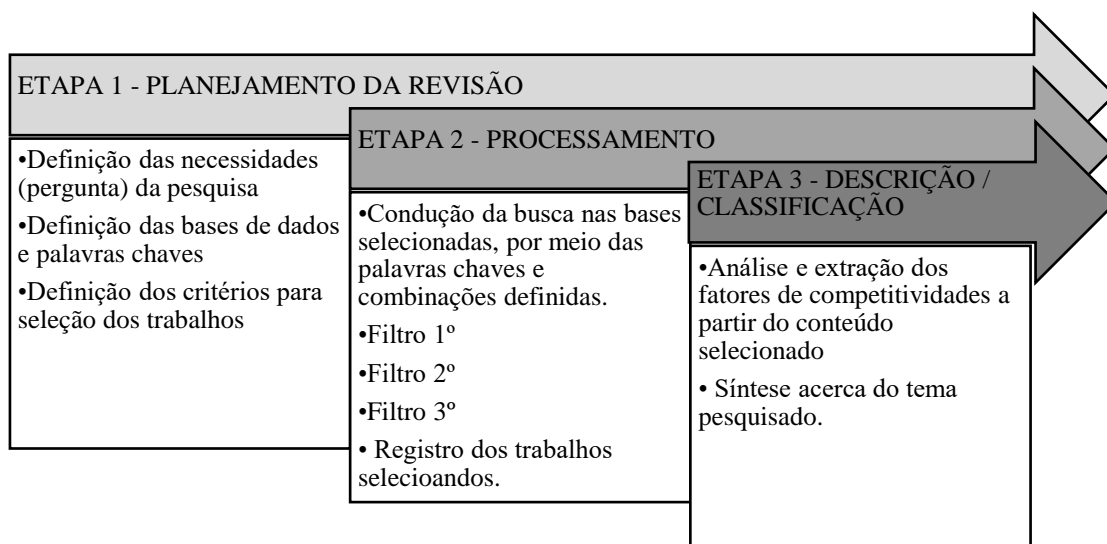 ETAPA 1 - PLANEJAMENTO DA REVISÃO
•Definição das necessidades
(pergunta) da pesquisa
•Definição das bases de dados
e palavras chaves
•Definição dos critérios para
seleção dos trabalhos
ETAPA 2 - PROCESSAMENTO
•Condução da busca nas bases
selecionadas, por meio das
palavras chaves e
combinações definidas.
•Filtro 1º
•Filtro 2º
•Filtro 3º
• Registro dos trabalhos
selecioandos.
ETAPA 3 - DESCRIÇÃO /
CLASSIFICAÇÃO
•Análise e extração dos
fatores de competitividades a
partir do conteúdo
selecionado
• Síntese acerca do tema
pesquisado.